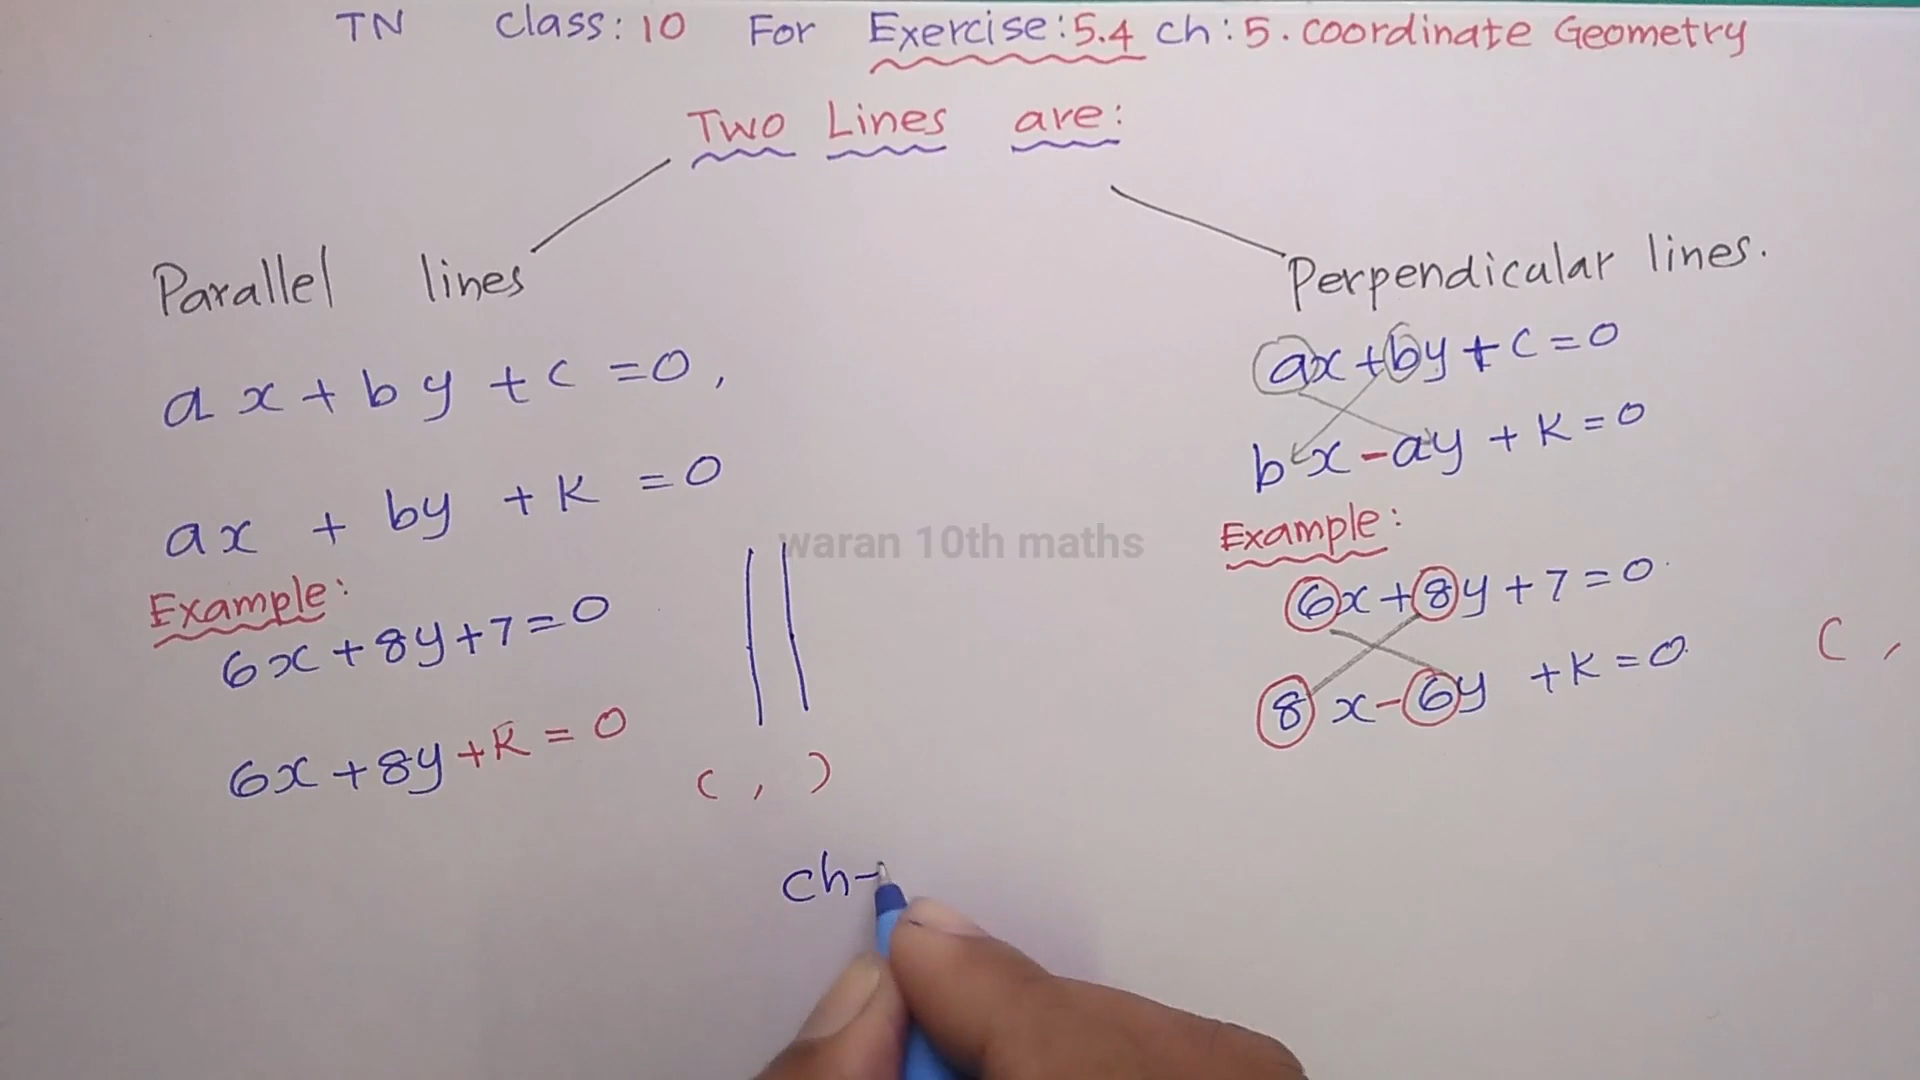 TN Class: 10 For Exercise: 5.4 ch: 5. coordinate Geometry
Two Lines are:
Parallel lines
ax + by + c = 0,
ax + by + k = 0
Example:
6x + 8y + 7 = 0
6x + 8y + k = 0
( , )
Perpendicular lines.
ax + by + c = 0
bx - ay + k = 0
Example:
6x + 8y + 7 = 0
8x - 6y + k = 0
( ,
waran 10th maths
ch-